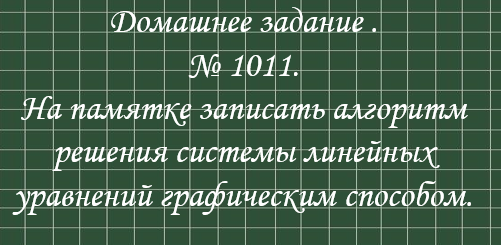 Домашнее задание .
№ 1011.
На памятке записать алгоритм
решения системы линейных
уравнений графическим способом.